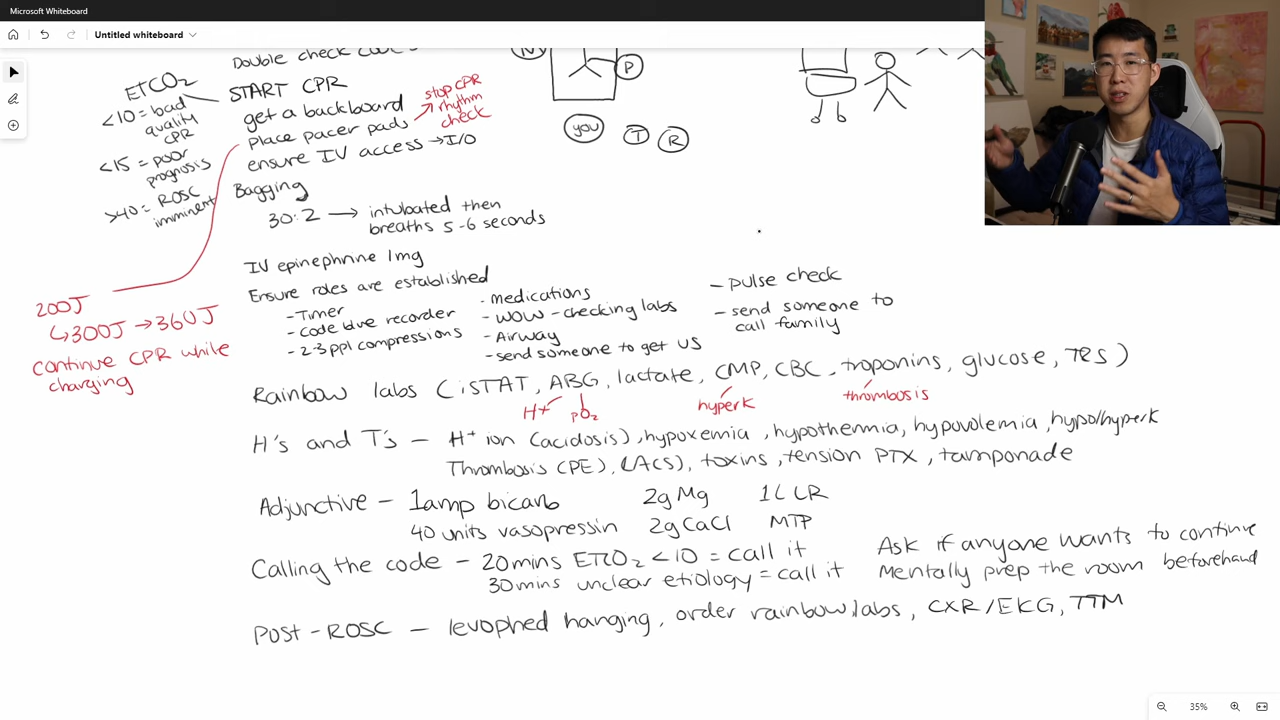 Microsoft Whiteboard
Untitled whiteboard
Double check
START CPR
get a backboard
Place pacer pads
stop CPR
rhythm
check
ensure IV access → I/O
ETCO2
<10 = bad
quality
CPR
<15 = poor
prognosis
>40 = ROSC
imminent
Bagging
30:2 → intubated then
breaths 5-6 seconds
P
you
T
R
IV epinephrine 1mg
Ensure roles are established
- Timer
- code blue recorder
- 2-3 ppl compressions
- medications
- WOW - checking labs
- Airway
- send someone to get US
- pulse check
- send someone to
call family
200J
↳ 300J → 360J
continue CPR while
charging
Rainbow labs (iSTAT, ABG, lactate, CMP, CBC, troponins, glucose, TEG)
H+
pO2
hyperk
thrombosis
H's and T's - H+ ion (acidosis), hypoxemia, hypothermia, hypovolemia, hypo/hyperk
Thrombosis (PE), (ACS), toxins, tension PTX, tamponade
Adjunctive - 1amp bicarb 2g Mg 1L LR
40 units vasopressin 2g CaCl MTP
Calling the code - 20mins ETCO2 <10 = call it
30mins unclear etiology = call it
Ask if anyone wants to continue
Mentally prep the room beforehand
Post-ROSC - levophed hanging, order rainbow labs, CXR/EKG, TTM
35%